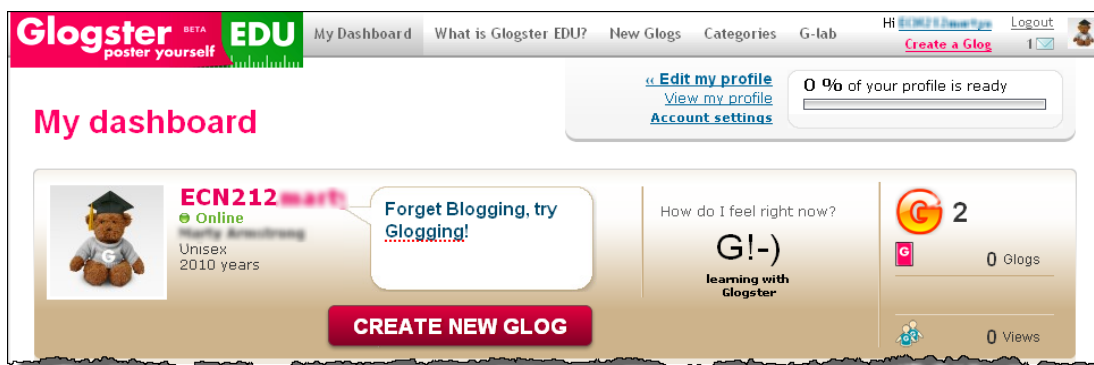 Glogster BETA
poster yourself
EDU
My Dashboard What is Glogster EDU? New Glogs Categories G-lab
Hi Logout
Create a Glog 1
‹‹ Edit my profile
View my profile
Account settings
0 % of your profile is ready
My dashboard
ECN212
Online
Unisex
2010 years
Forget Blogging, try
Glogging!
CREATE NEW GLOG
How do I feel right now?
G!-)
learning with
Glogster
G 2
G 0 Glogs
0 Views